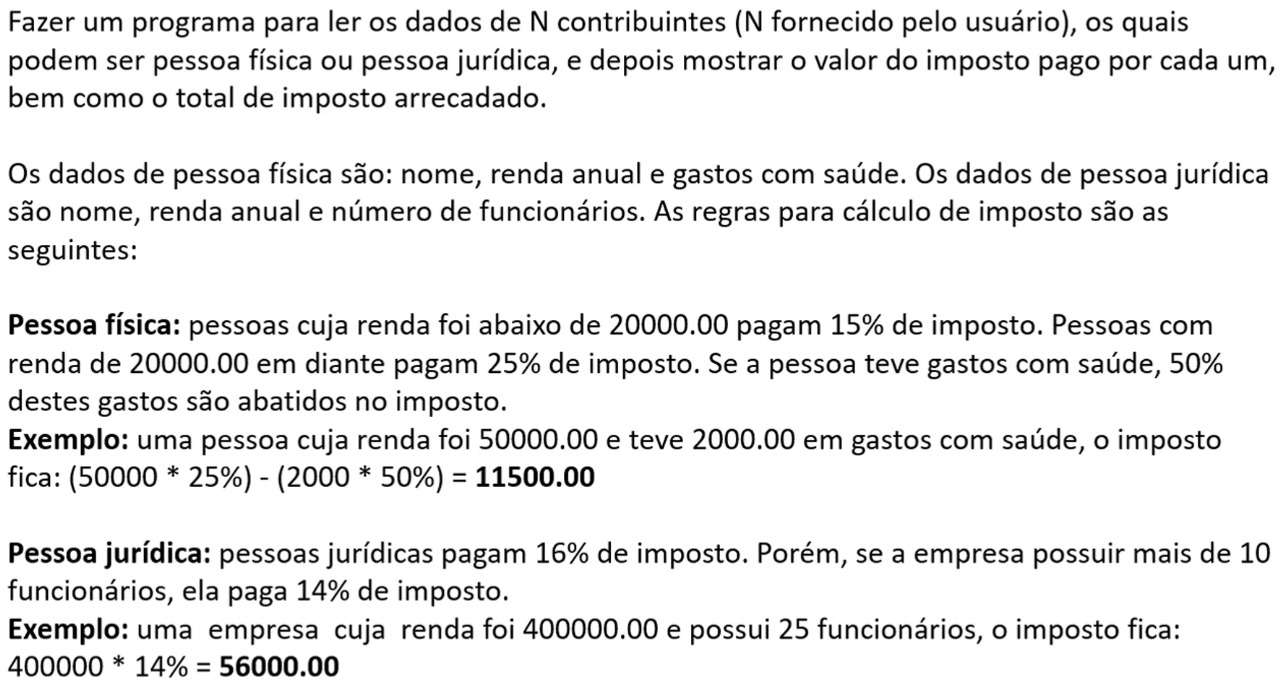 Fazer um programa para ler os dados de N contribuintes (N fornecido pelo usuário), os quais
podem ser pessoa física ou pessoa jurídica, e depois mostrar o valor do imposto pago por cada um,
bem como o total de imposto arrecadado.
Os dados de pessoa física são: nome, renda anual e gastos com saúde. Os dados de pessoa jurídica
são nome, renda anual e número de funcionários. As regras para cálculo de imposto são as
seguintes:
Pessoa física: pessoas cuja renda foi abaixo de 20000.00 pagam 15% de imposto. Pessoas com
renda de 20000.00 em diante pagam 25% de imposto. Se a pessoa teve gastos com saúde, 50%
destes gastos são abatidos no imposto.
Exemplo: uma pessoa cuja renda foi 50000.00 e teve 2000.00 em gastos com saúde, o imposto
fica: (50000 * 25%) - (2000 * 50%) = 11500.00
Pessoa jurídica: pessoas jurídicas pagam 16% de imposto. Porém, se a empresa possuir mais de 10
funcionários, ela paga 14% de imposto.
Exemplo: uma empresa cuja renda foi 400000.00 e possui 25 funcionários, o imposto fica:
400000 * 14% = 56000.00